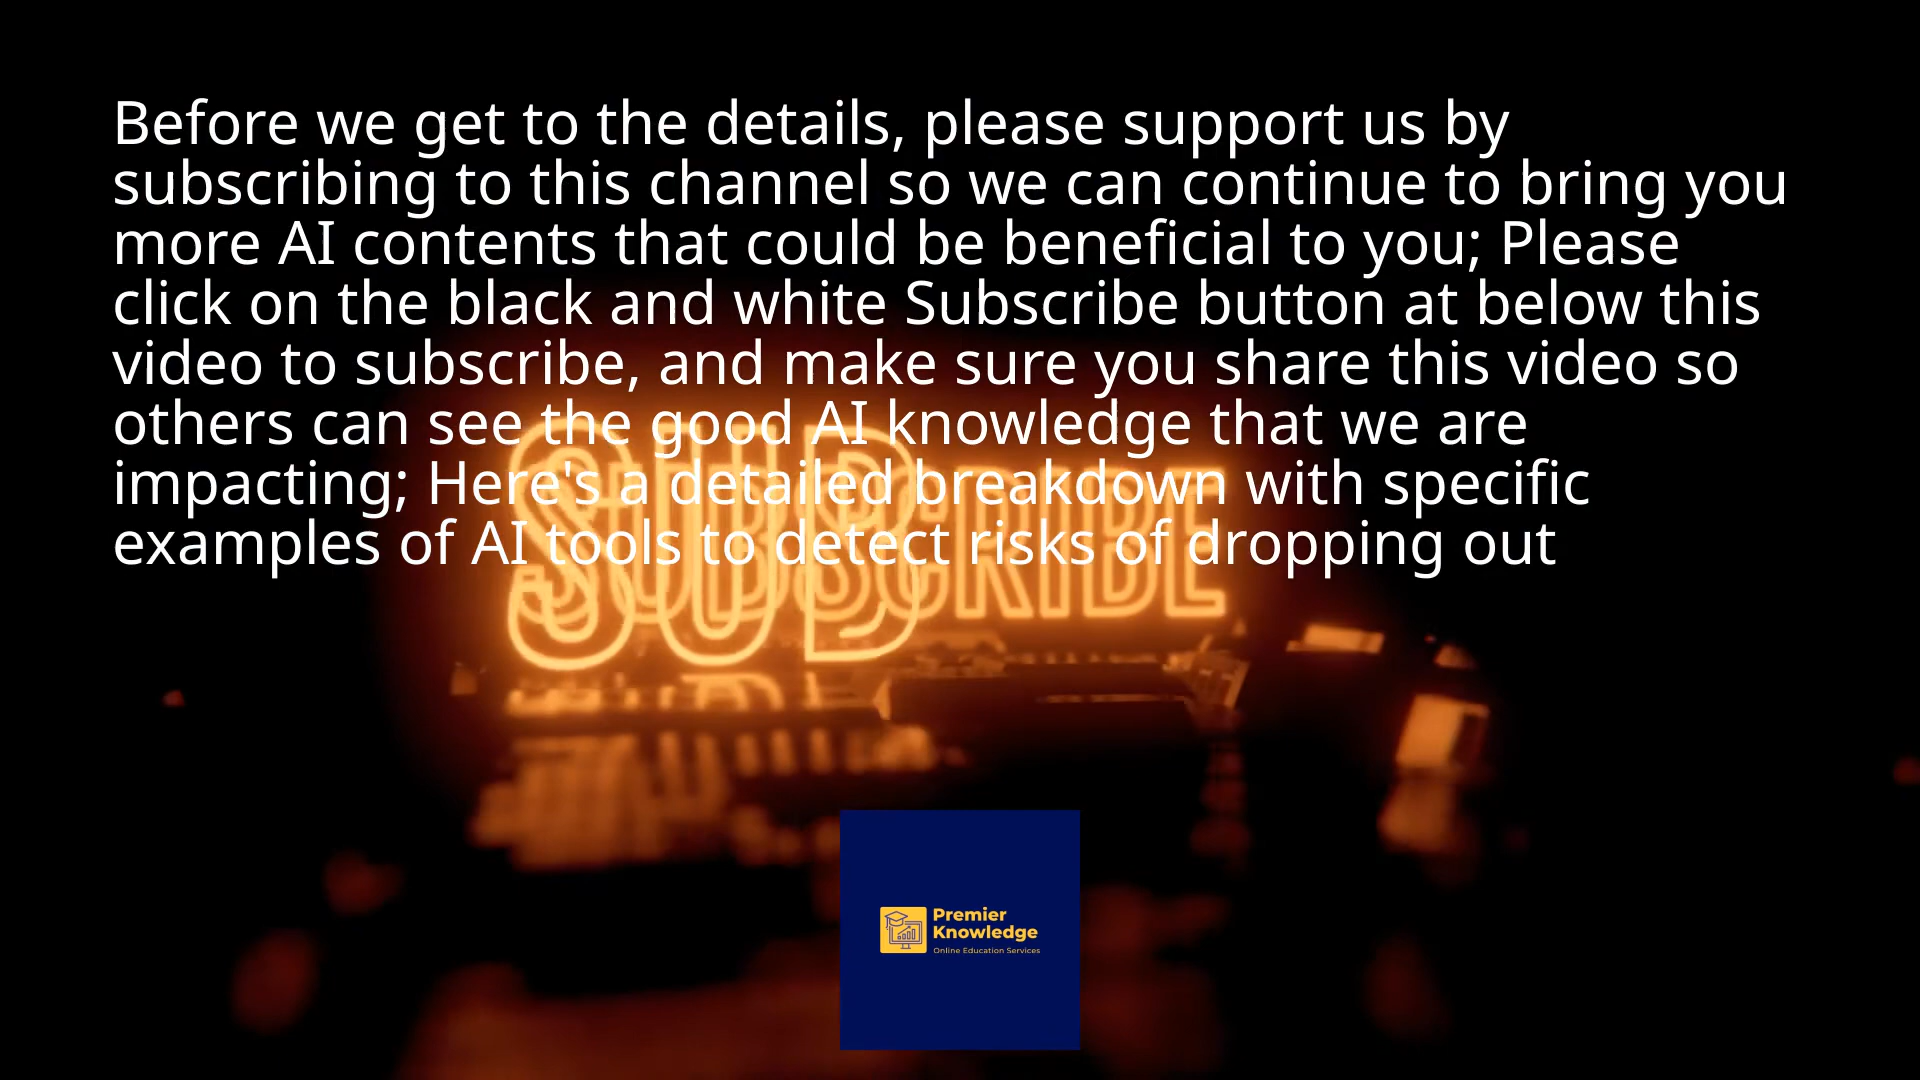 Before we get to the details, please support us by
subscribing to this channel so we can continue to bring you
more AI contents that could be beneficial to you; Please
click on the black and white Subscribe button at below this
video to subscribe, and make sure you share this video so
others can see the good AI knowledge that we are
impacting; Here's a detailed breakdown with specific
examples of AI tools to detect risks of dropping out
SUBSCRIBE
SUB
Premier
Knowledge
Online Education Services